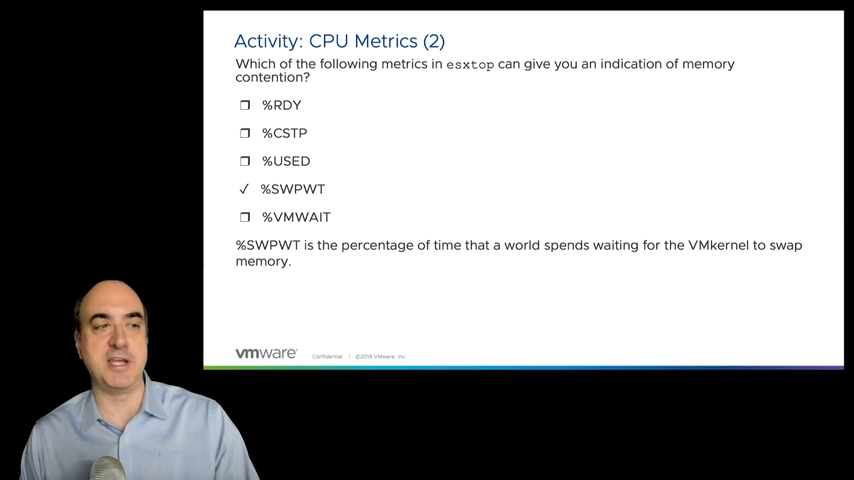 Activity: CPU Metrics (2)
Which of the following metrics in esxtop can give you an indication of memory
contention?
%RDY
%CSTP
%USED
%SWPWT
%VMWAIT
%SWPWT is the percentage of time that a world spends waiting for the VMkernel to swap
memory.
vmware
Confidential | ©2019 VMware, Inc.